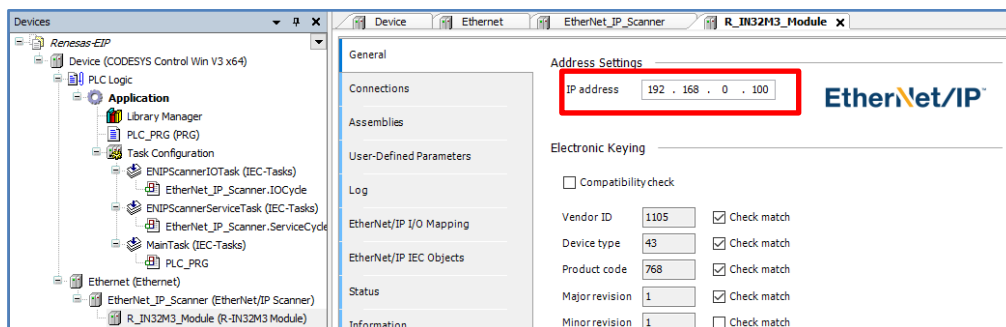 Devices
Renesas-EIP
Device (CODESYS Control Win V3 x64)
PLC Logic
Application
Library Manager
PLC_PRG (PRG)
Task Configuration
ENIPScannerIOTask (IEC-Tasks)
EtherNet_IP_Scanner.IOCycle
ENIPScannerServiceTask (IEC-Tasks)
EtherNet_IP_Scanner.ServiceCycle
MainTask (IEC-Tasks)
PLC_PRG
Ethernet (Ethernet)
EtherNet_IP_Scanner (EtherNet/IP Scanner)
R_IN32M3_Module (R-IN32M3 Module)
Device Ethernet EtherNet_IP_Scanner R_IN32M3_Module
General
Connections
Assemblies
User-Defined Parameters
Log
EtherNet/IP I/O Mapping
EtherNet/IP IEC Objects
Status
Information
Address Settings
IP address 192 . 168 . 0 . 100
EtherNet/IP™
Electronic Keying
Compatibility check
Vendor ID 1105 Check match
Device type 43 Check match
Product code 768 Check match
Major revision 1 Check match
Minor revision 1 Check match